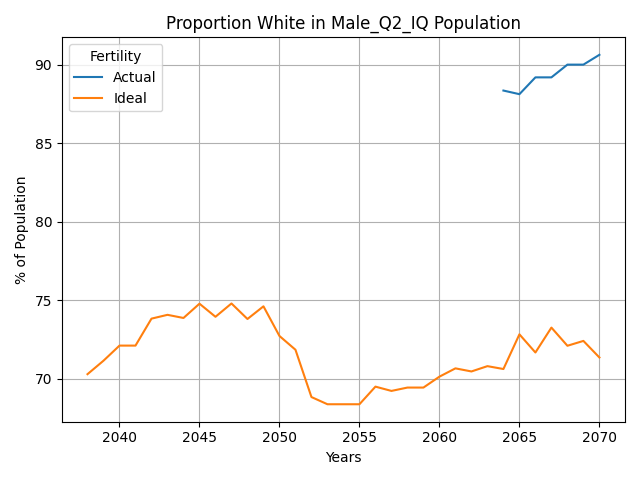 Proportion White in Male_Q2_IQ Population
Fertility
Actual
Ideal
90
85
80
75
70
% of Population
2040
2045
2050
2055
2060
2065
2070
Years